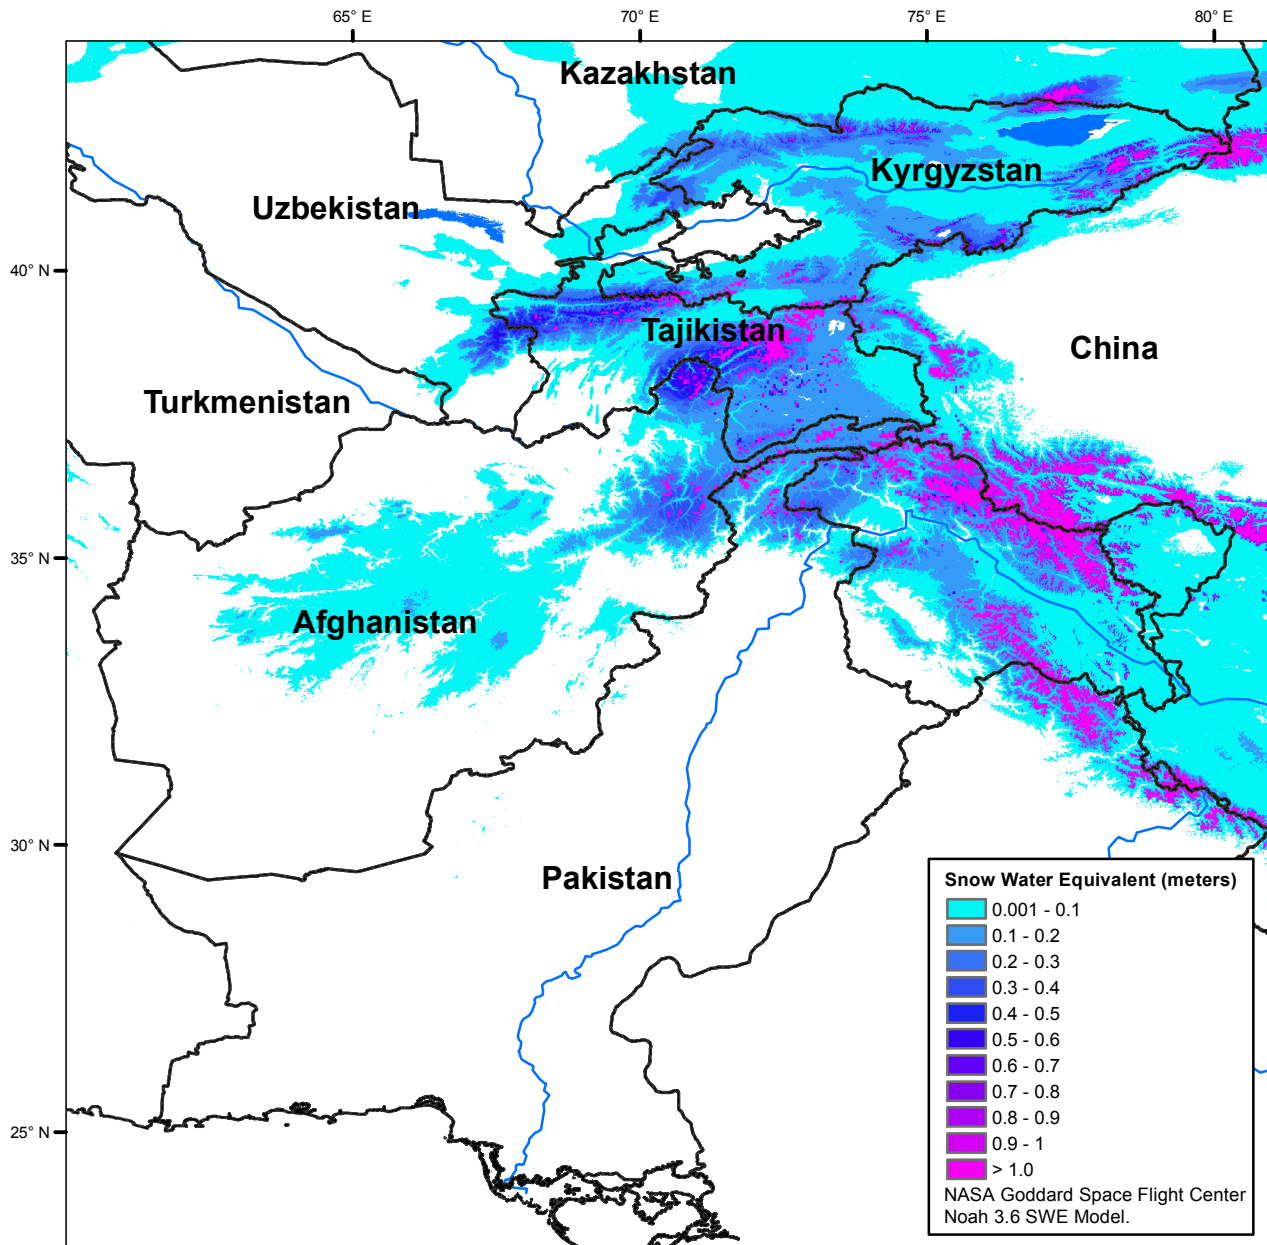 65° E
70° E
75° E
80° E
Kazakhstan
Kyrgyzstan
Uzbekistan
40° N
Tajikistan
China
Turkmenistan
35° N
Afghanistan
30° N
Pakistan
25° N
Snow Water Equivalent (meters)
0.001 - 0.1
0.1 - 0.2
0.2 - 0.3
0.3 - 0.4
0.4 - 0.5
0.5 - 0.6
0.6 - 0.7
0.7 - 0.8
0.8 - 0.9
0.9 - 1
> 1.0
NASA Goddard Space Flight Center
Noah 3.6 SWE Model.